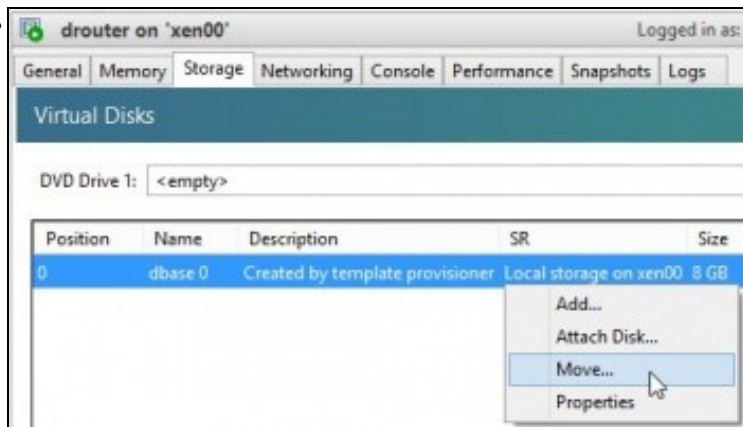 drouter on 'xen00' Logged in as:
General Memory Storage Networking Console Performance Snapshots Logs
Virtual Disks
DVD Drive 1: <empty>
Position Name Description SR Size
0 dbase 0 Created by template provisioner Local storage on xen00 8 GB
Add...
Attach Disk...
Move...
Properties